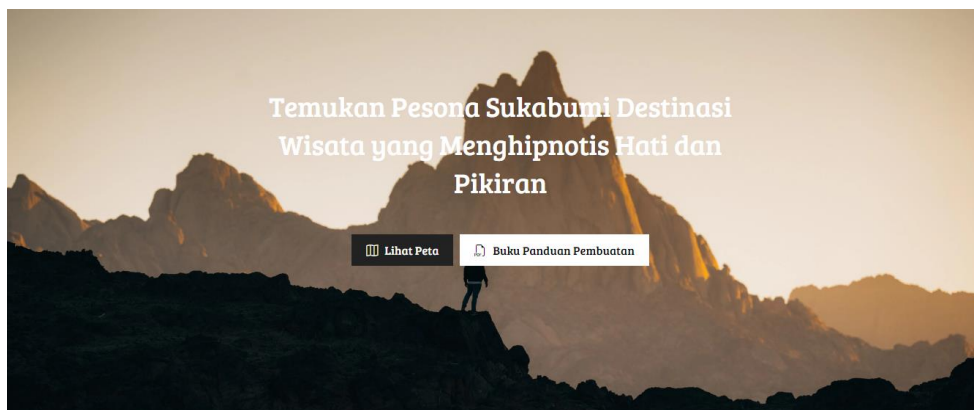 Temukan Pesona Sukabumi Destinasi
Wisata yang Menghipnotis Hati dan
Pikiran
Lihat Peta
Buku Panduan Pembuatan